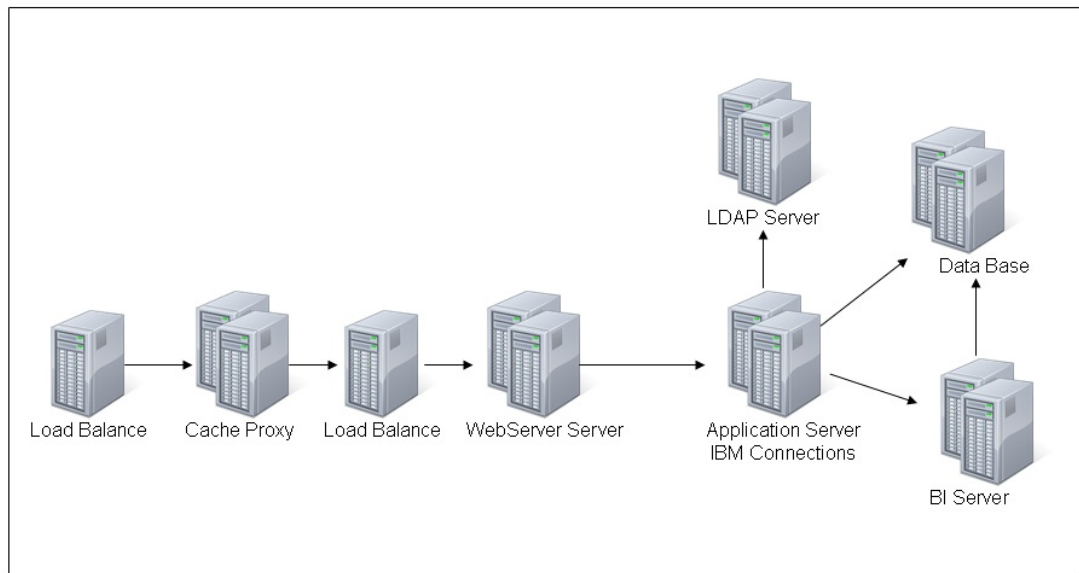 LDAP Server
Data Base
Load Balance
Cache Proxy
Load Balance
WebServer Server
Application Server
IBM Connections
BI Server